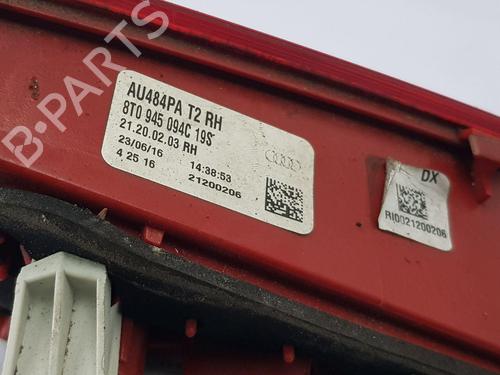 AU484PA T2 RH
8T0 945 094C 19S
21.20.02.03 RH
23/06/16 14:38:53
4 25 16 21200206
DX
RI0021200206
B-PARTS